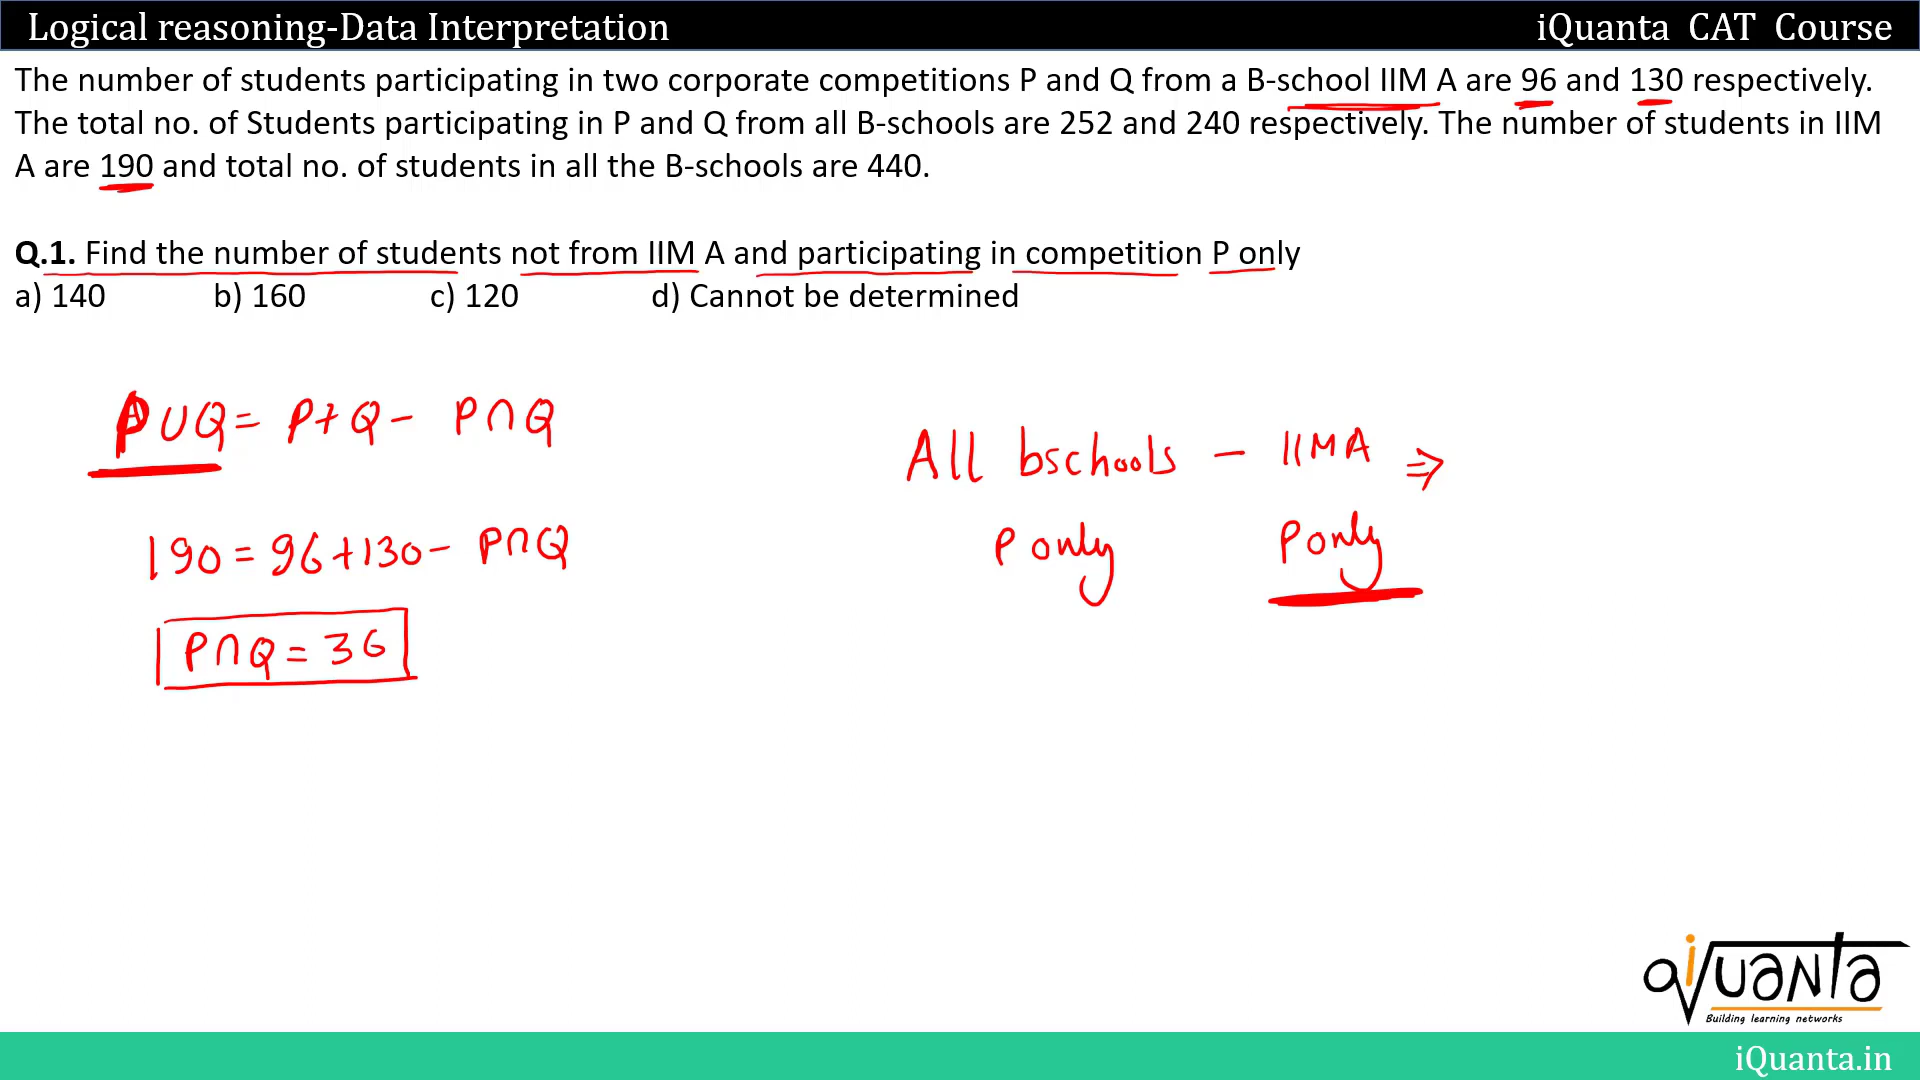 Logical reasoning-Data Interpretation
iQuanta CAT Course
The number of students participating in two corporate competitions P and Q from a B-school IIM A are 96 and 130 respectively.
The total no. of Students participating in P and Q from all B-schools are 252 and 240 respectively. The number of students in IIM
A are 190 and total no. of students in all the B-schools are 440.
Q.1. Find the number of students not from IIM A and participating in competition P only
a) 140 b) 160 c) 120 d) Cannot be determined
P∪Q = P+Q - P∩Q
All bschools - IIMA ⇒
P only P only
190 = 96+130 - P∩Q
P∩Q = 36
iQuanta
Building learning networks
iQuanta.in